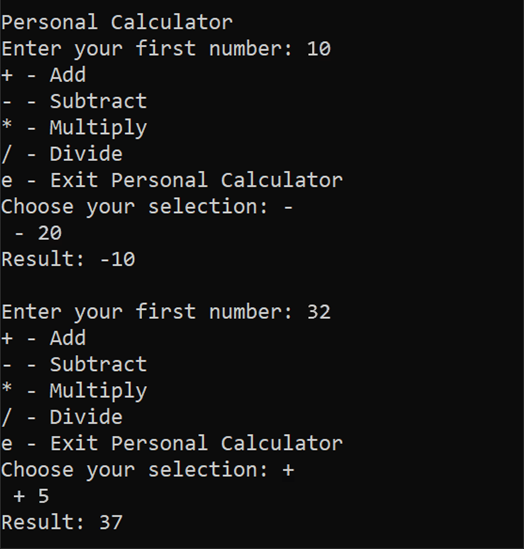 Personal Calculator
Enter your first number: 10
+ - Add
- - Subtract
* - Multiply
/ - Divide
e - Exit Personal Calculator
Choose your selection: -
 - 20
Result: -10

Enter your first number: 32
+ - Add
- - Subtract
* - Multiply
/ - Divide
e - Exit Personal Calculator
Choose your selection: +
 + 5
Result: 37